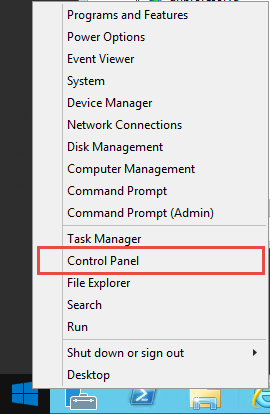 Programs and Features
Power Options
Event Viewer
System
Device Manager
Network Connections
Disk Management
Computer Management
Command Prompt
Command Prompt (Admin)
Task Manager
Control Panel
File Explorer
Search
Run
Shut down or sign out
Desktop